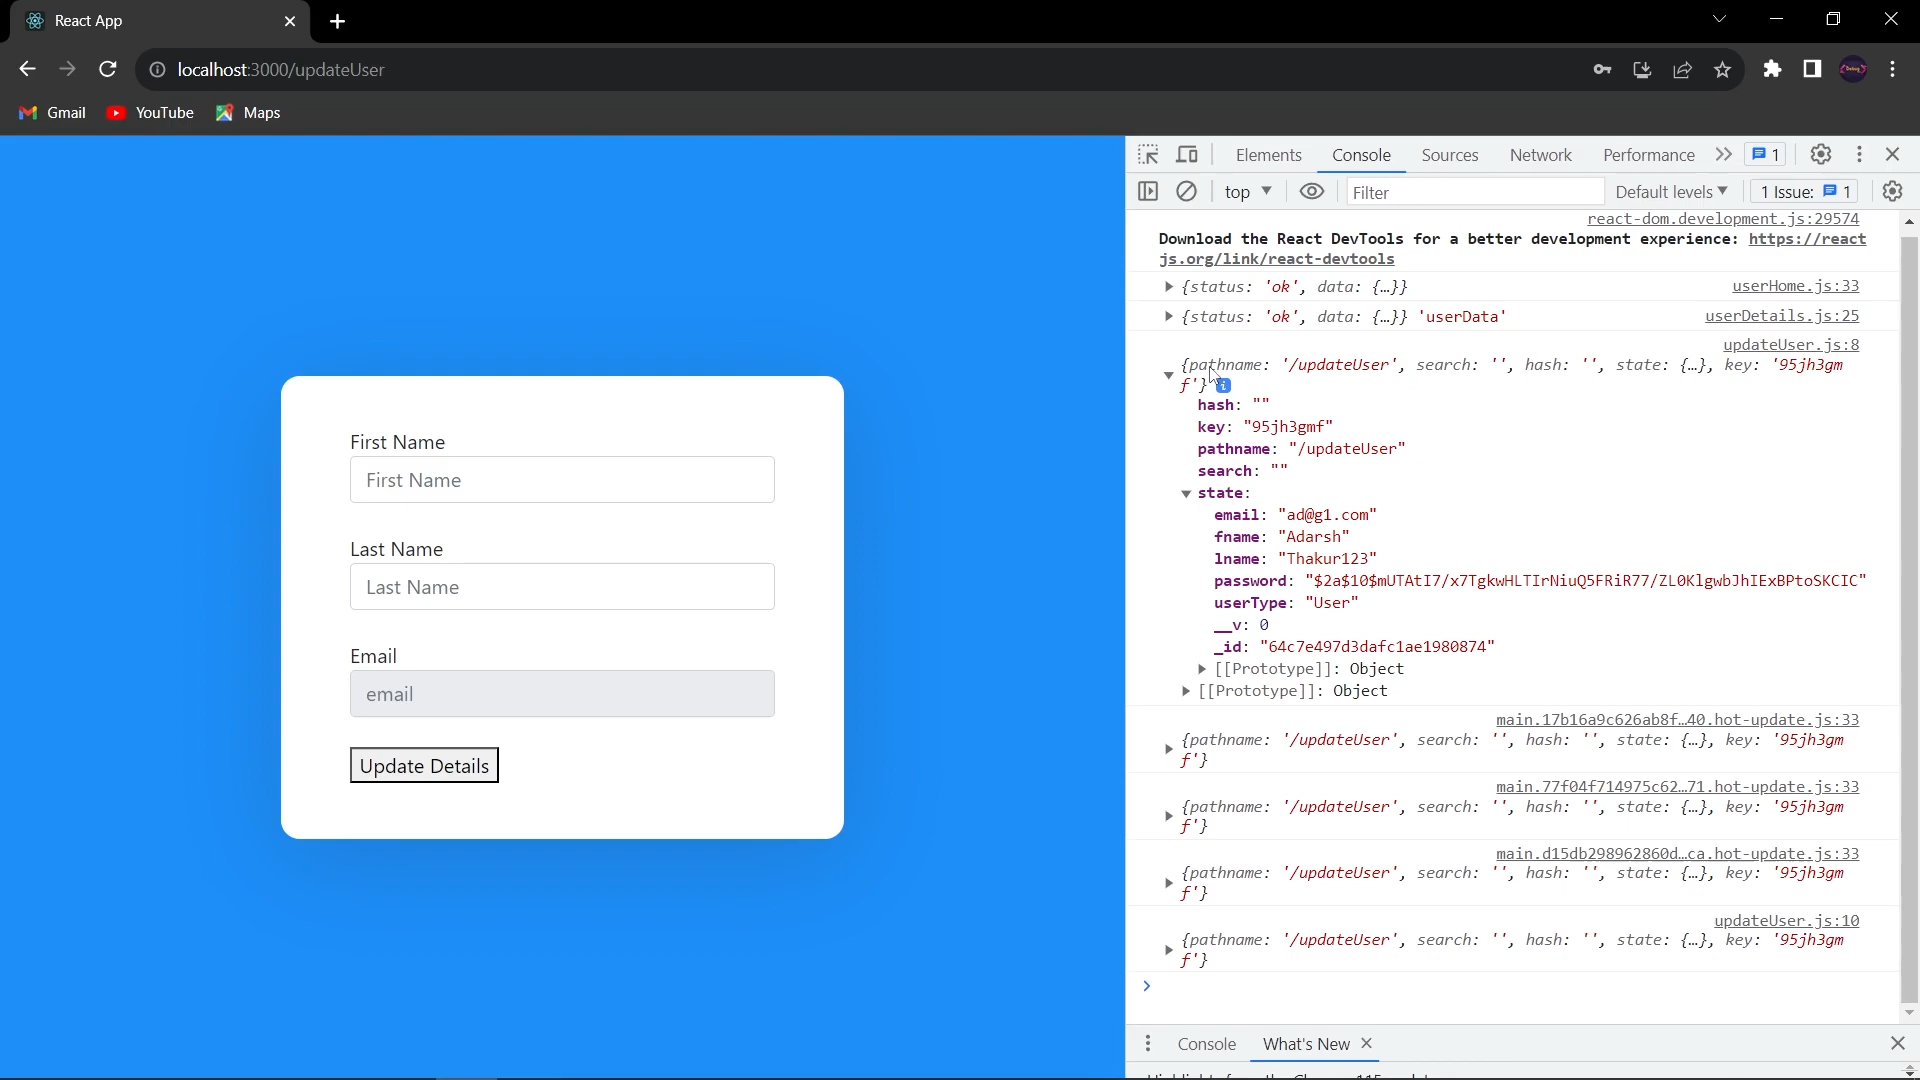 React App
localhost:3000/updateUser
Gmail YouTube Maps
First Name
First Name
Last Name
Last Name
Email
email
Update Details
Elements Console Sources Network Performance 1
top Filter Default levels 1 Issue: 1
react-dom.development.js:29574
Download the React DevTools for a better development experience: https://react
js.org/link/react-devtools
{status: 'ok', data: {…}} userHome.js:33
{status: 'ok', data: {…}} 'userData' userDetails.js:25
updateUser.js:8
{pathname: '/updateUser', search: '', hash: '', state: {…}, key: '95jh3gm
f'}
hash: ""
key: "95jh3gmf"
pathname: "/updateUser"
search: ""
state:
email: "ad@g1.com"
fname: "Adarsh"
lname: "Thakur123"
password: "$2a$10$mUTAtI7/x7TgkwHLTIrNiuQ5FRiR77/ZL0KlgwbJhIExBPtoSKCIC"
userType: "User"
__v: 0
_id: "64c7e497d3dafc1ae1980874"
[[Prototype]]: Object
[[Prototype]]: Object
main.17b16a9c626ab8f…40.hot-update.js:33
{pathname: '/updateUser', search: '', hash: '', state: {…}, key: '95jh3gm
f'}
main.77f04f714975c62…71.hot-update.js:33
{pathname: '/updateUser', search: '', hash: '', state: {…}, key: '95jh3gm
f'}
main.d15db298962860d…ca.hot-update.js:33
{pathname: '/updateUser', search: '', hash: '', state: {…}, key: '95jh3gm
f'}
updateUser.js:10
{pathname: '/updateUser', search: '', hash: '', state: {…}, key: '95jh3gm
f'}
Console What's New